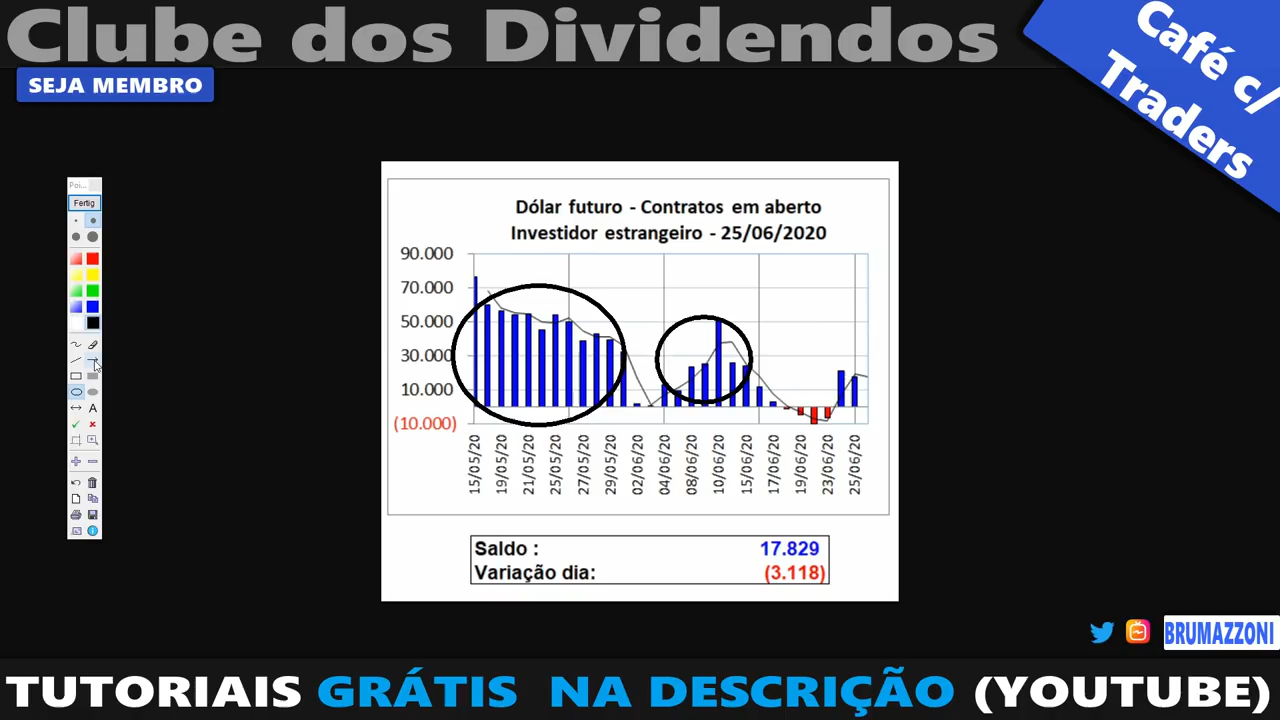 Clube dos Dividendos
Café c/
Traders
SEJA MEMBRO
Poi...
Fertig
A
Dólar futuro - Contratos em aberto
Investidor estrangeiro - 25/06/2020
90.000
70.000
50.000
30.000
10.000
(10.000)
15/05/20
19/05/20
21/05/20
25/05/20
27/05/20
29/05/20
02/06/20
04/06/20
08/06/20
10/06/20
15/06/20
17/06/20
19/06/20
23/06/20
25/06/20
Saldo : 17.829
Variação dia: (3.118)
BRUMAZZONI
TUTORIAIS GRÁTIS NA DESCRIÇÃO (YOUTUBE)